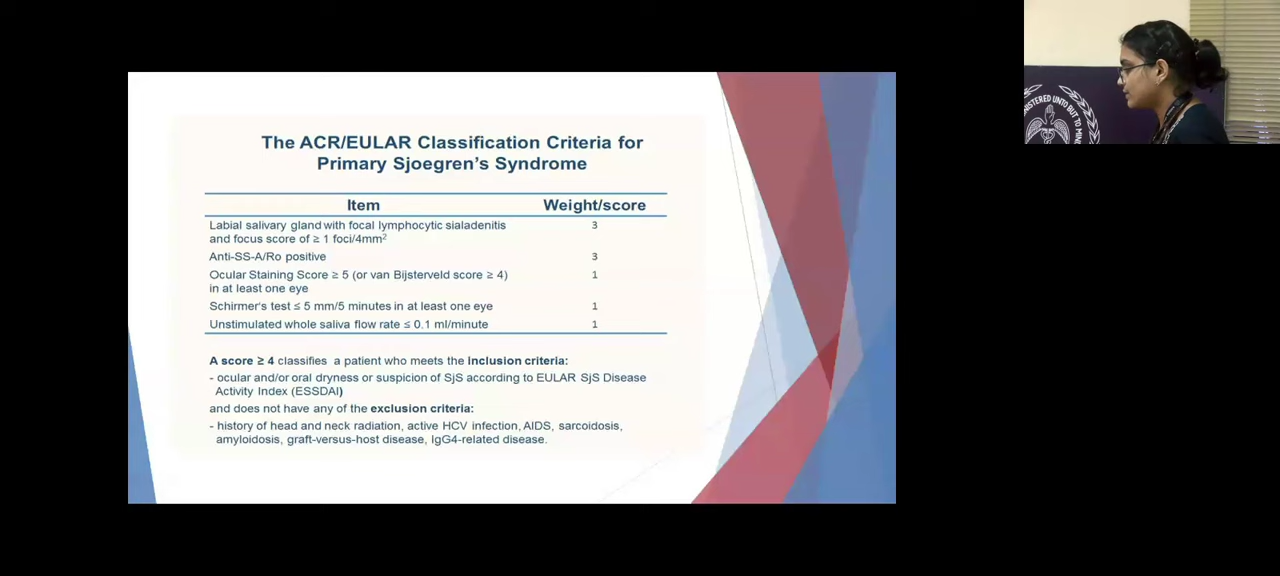 The ACR/EULAR Classification Criteria for
Primary Sjoegren's Syndrome
Item Weight/score
Labial salivary gland with focal lymphocytic sialadenitis
and focus score of ≥ 1 foci/4mm² 3
Anti-SS-A/Ro positive 3
Ocular Staining Score ≥ 5 (or van Bijsterveld score ≥ 4)
in at least one eye 1
Schirmer's test ≤ 5 mm/5 minutes in at least one eye 1
Unstimulated whole saliva flow rate ≤ 0.1 ml/minute 1
A score ≥ 4 classifies a patient who meets the inclusion criteria:
- ocular and/or oral dryness or suspicion of SjS according to EULAR SjS Disease
Activity Index (ESSDAI)
and does not have any of the exclusion criteria:
- history of head and neck radiation, active HCV infection, AIDS, sarcoidosis,
amyloidosis, graft-versus-host disease, IgG4-related disease.
UNTO BUT TO